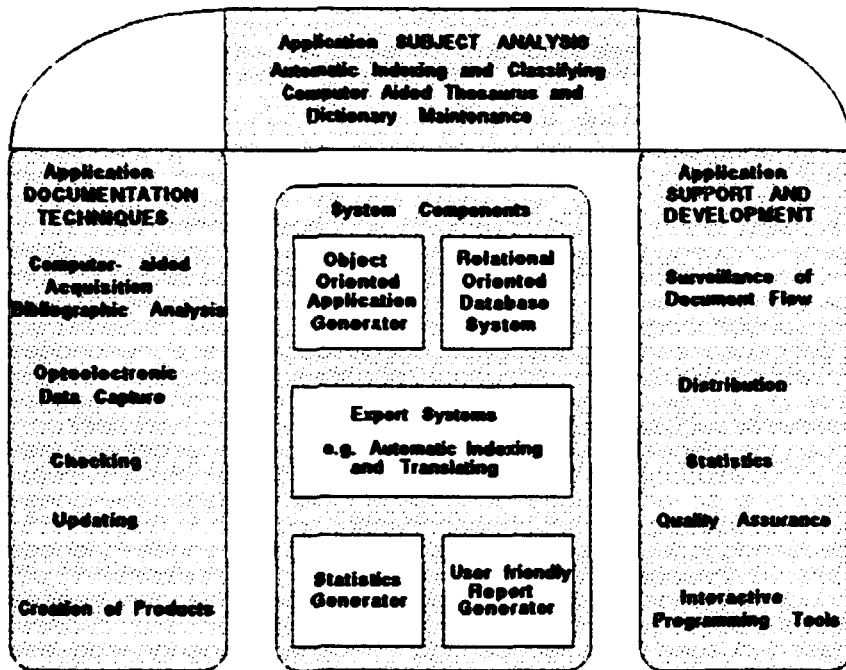 Application SUBJECT ANALYSIS
Automatic Indexing and Classifying
Computer Aided Thesaurus and
Dictionary Maintenance
Application
DOCUMENTATION
TECHNIQUES
Computer- aided
Acquisition
Bibliographic Analysis
Optoelectronic
Data Capture
Checking
Updating
Creation of Products
System Components
Object
Oriented
Application
Generator
Relational
Oriented
Database
System
Expert Systems
e.g. Automatic Indexing
and Translating
Statistics
Generator
User friendly
Report
Generator
Application
SUPPORT AND
DEVELOPMENT
Surveillance of
Document Flow
Distribution
Statistics
Quality Assurance
Interactive
Programming Tools